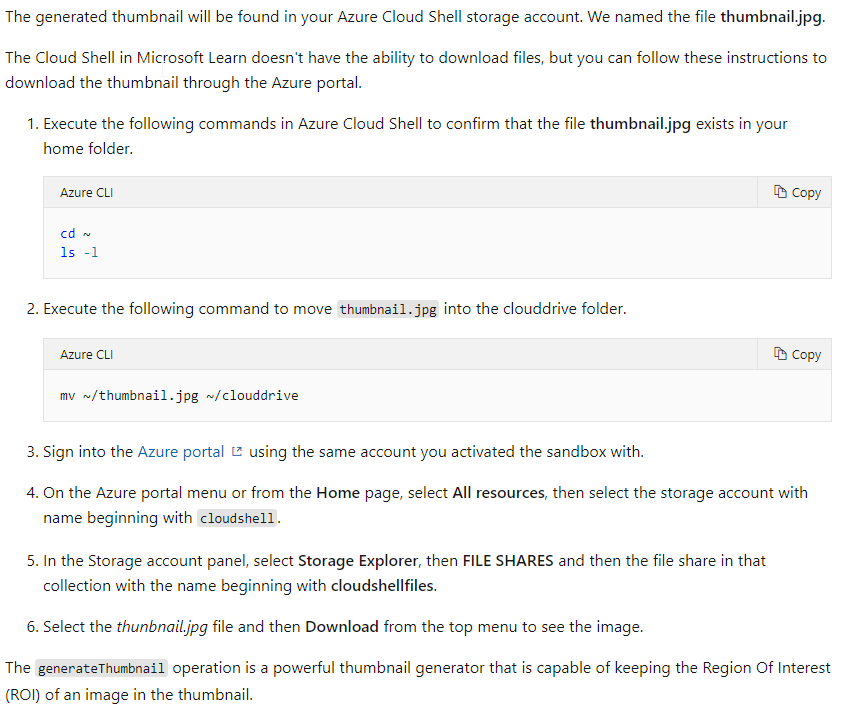 The generated thumbnail will be found in your Azure Cloud Shell storage account. We named the file thumbnail.jpg.
The Cloud Shell in Microsoft Learn doesn't have the ability to download files, but you can follow these instructions to
download the thumbnail through the Azure portal.
1. Execute the following commands in Azure Cloud Shell to confirm that the file thumbnail.jpg exists in your
home folder.
Azure CLI Copy
cd ~
ls -l
2. Execute the following command to move thumbnail.jpg into the clouddrive folder.
Azure CLI Copy
mv ~/thumbnail.jpg ~/clouddrive
3. Sign into the Azure portal using the same account you activated the sandbox with.
4. On the Azure portal menu or from the Home page, select All resources, then select the storage account with
name beginning with cloudshell.
5. In the Storage account panel, select Storage Explorer, then FILE SHARES and then the file share in that
collection with the name beginning with cloudshellfiles.
6. Select the thunbnail.jpg file and then Download from the top menu to see the image.
The generateThumbnail operation is a powerful thumbnail generator that is capable of keeping the Region Of Interest
(ROI) of an image in the thumbnail.